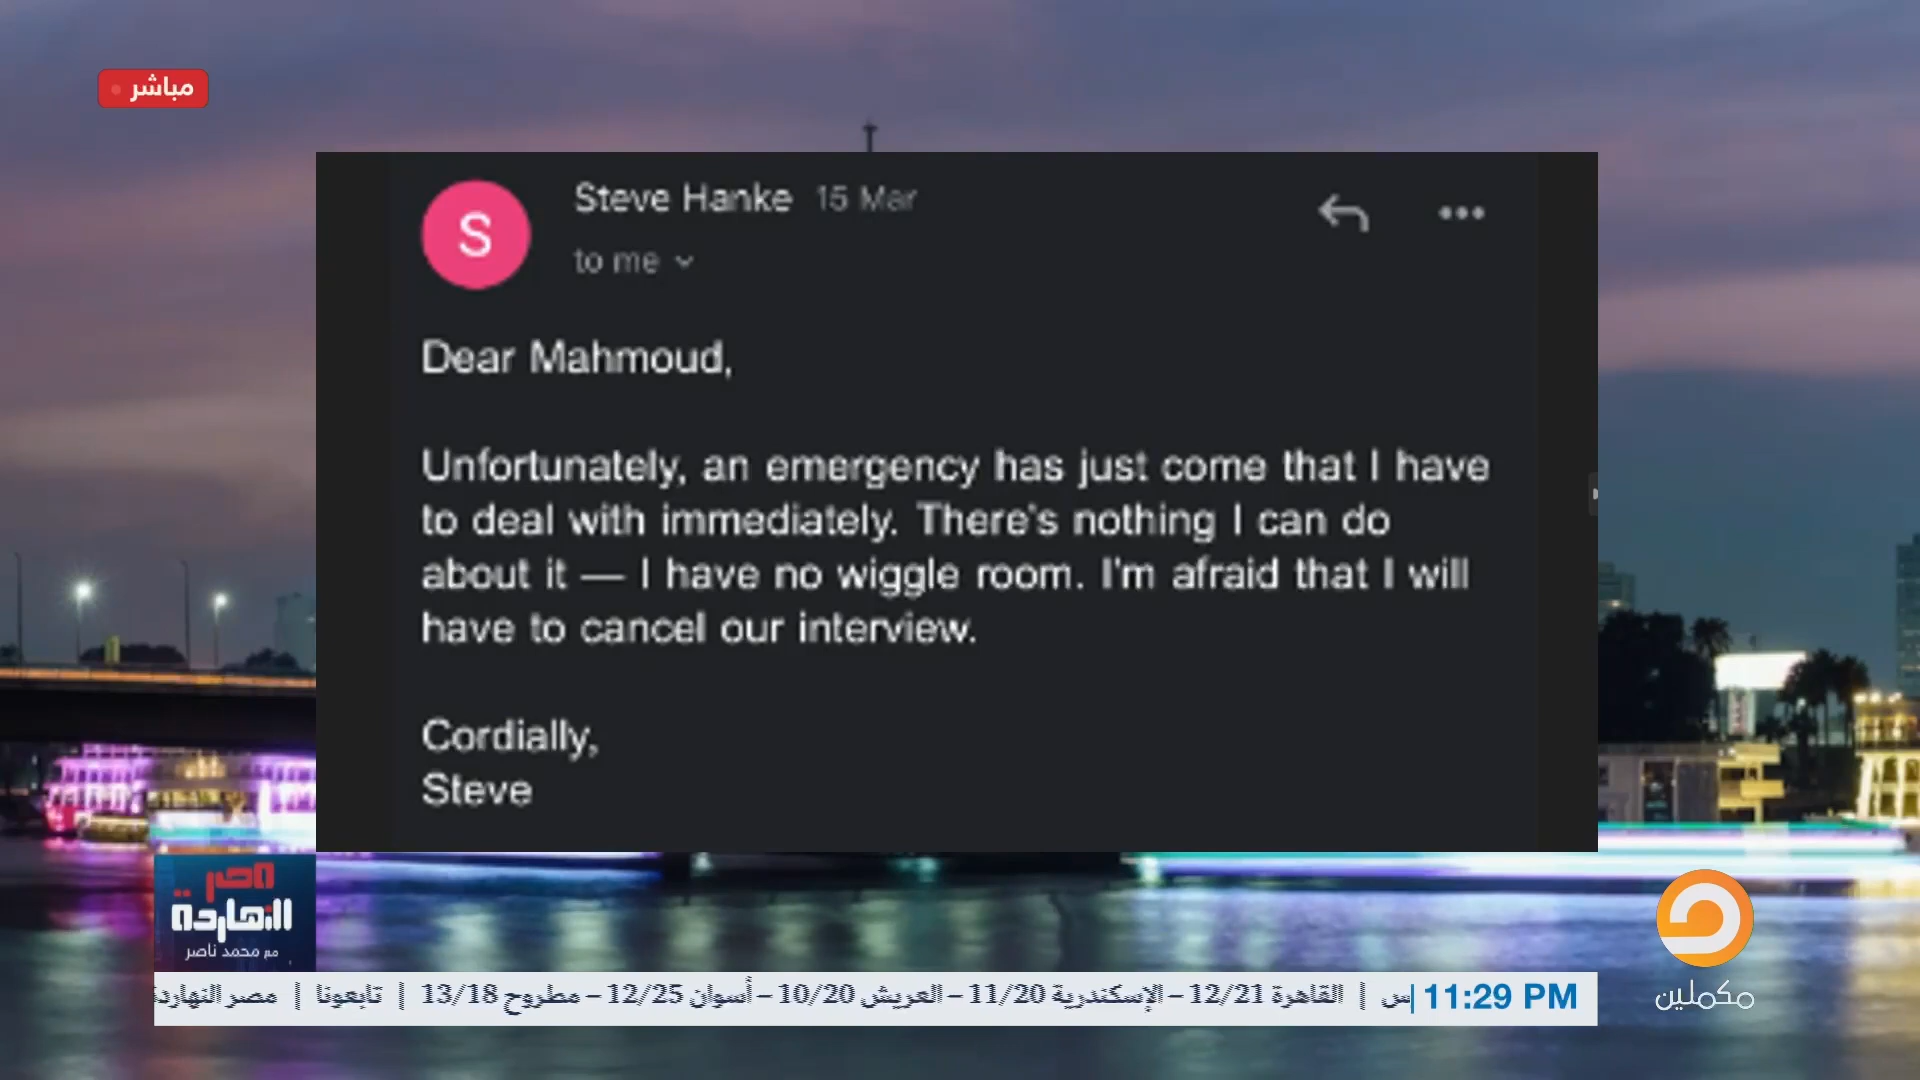 مباشر
Steve Hanke 15 Mar
to me
S
Dear Mahmoud,
Unfortunately, an emergency has just come that I have
to deal with immediately. There's nothing I can do
about it — I have no wiggle room. I'm afraid that I will
have to cancel our interview.
Cordially,
Steve
مصر
النهاردة
مع محمد ناصر
مكملين
11:29 PM
س | القاهرة 12/21 – الإسكندرية 11/20 – العريش 10/20 – أسوان 12/25 – مطروح 13/18 | تابعونا | مصر النهارد